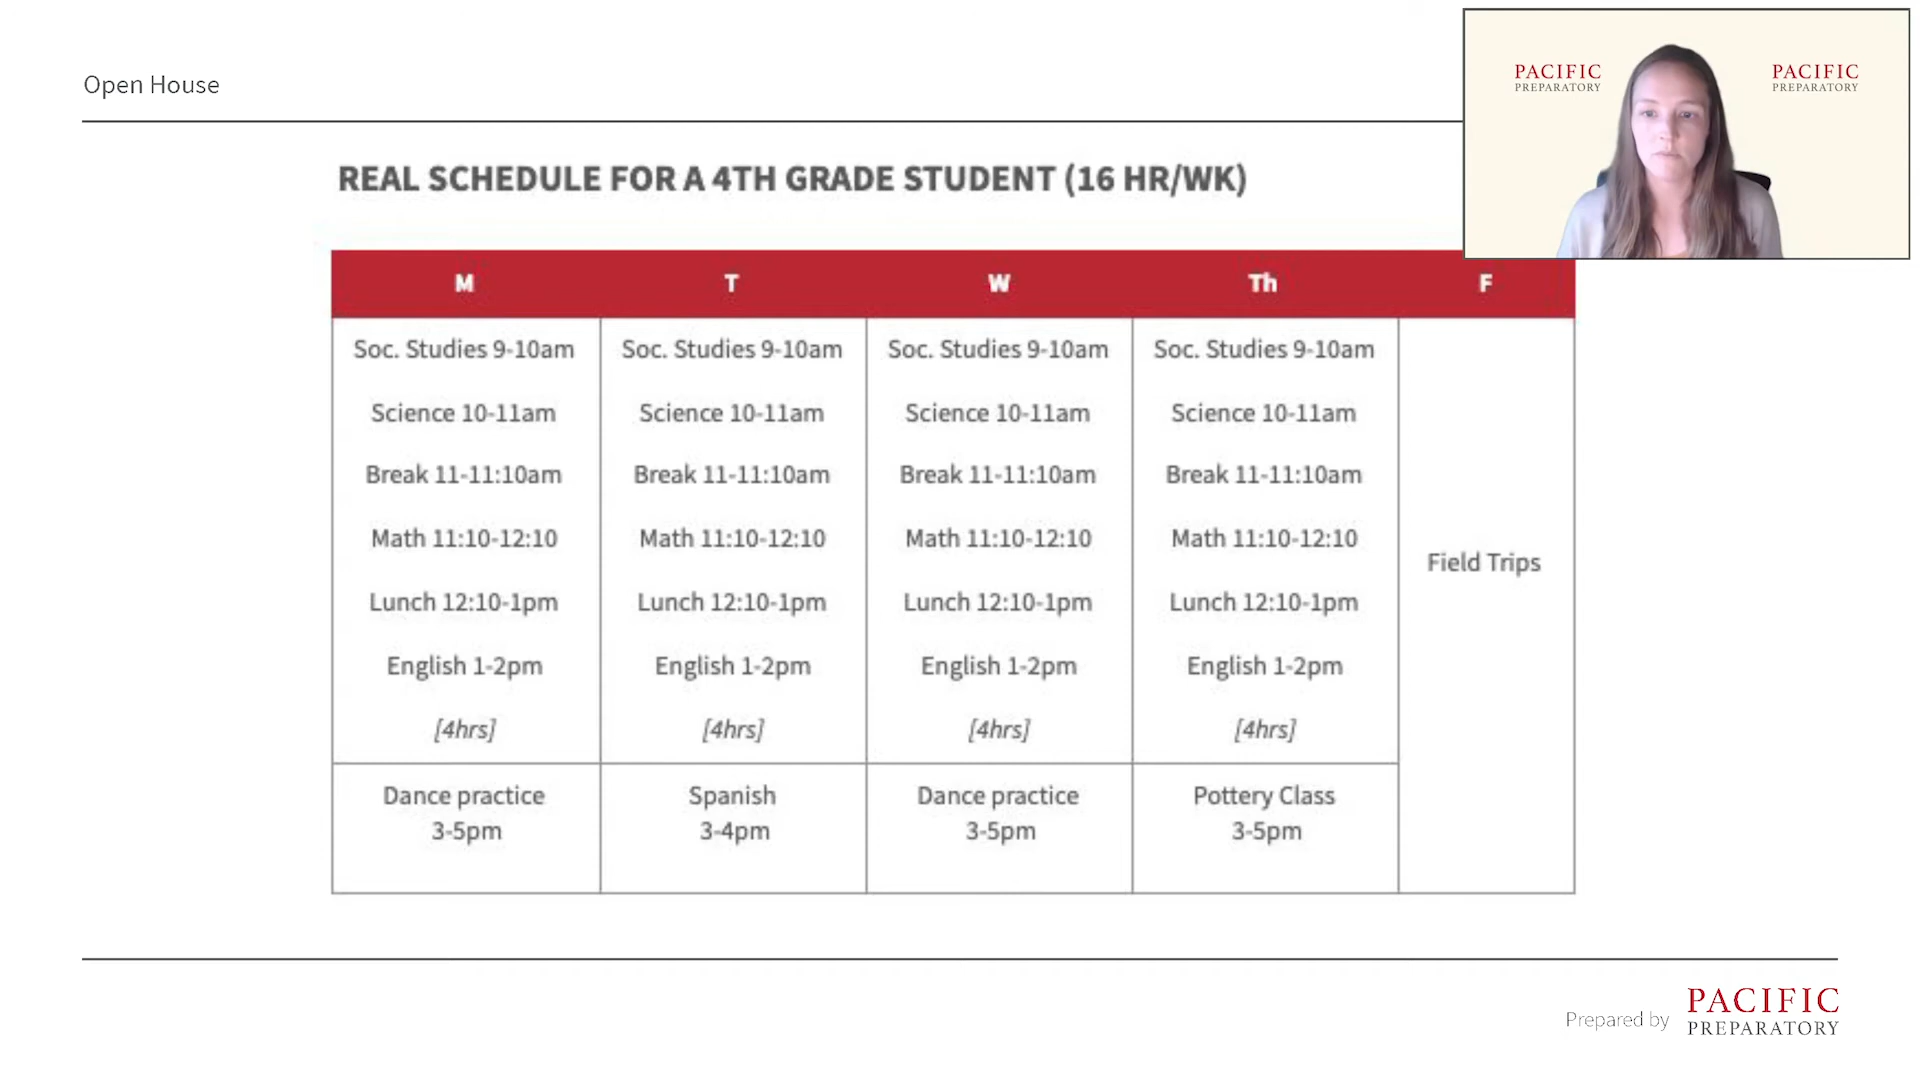 Open House
PACIFIC
PREPARATORY
PACIFIC
PREPARATORY
REAL SCHEDULE FOR A 4TH GRADE STUDENT (16 HR/WK)
M T W Th F
Soc. Studies 9-10am Soc. Studies 9-10am Soc. Studies 9-10am Soc. Studies 9-10am
Science 10-11am Science 10-11am Science 10-11am Science 10-11am
Break 11-11:10am Break 11-11:10am Break 11-11:10am Break 11-11:10am
Math 11:10-12:10 Math 11:10-12:10 Math 11:10-12:10 Math 11:10-12:10
Field Trips
Lunch 12:10-1pm Lunch 12:10-1pm Lunch 12:10-1pm Lunch 12:10-1pm
English 1-2pm English 1-2pm English 1-2pm English 1-2pm
[4hrs] [4hrs] [4hrs] [4hrs]
Dance practice Spanish Dance practice Pottery Class
3-5pm 3-4pm 3-5pm 3-5pm
Prepared by
PACIFIC
PREPARATORY